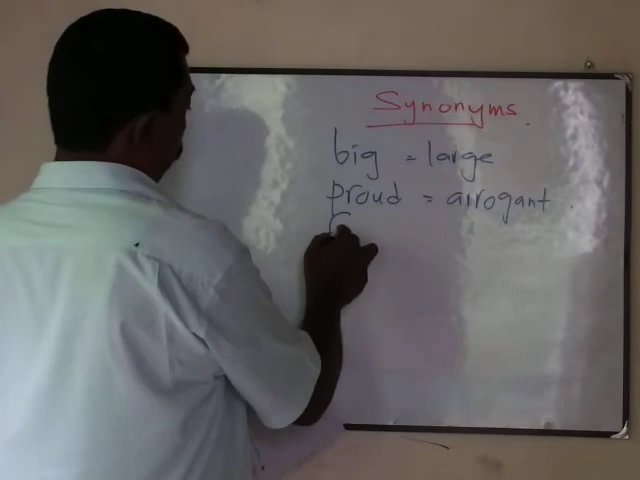 Synonyms.
big = large
proud = arrogant.